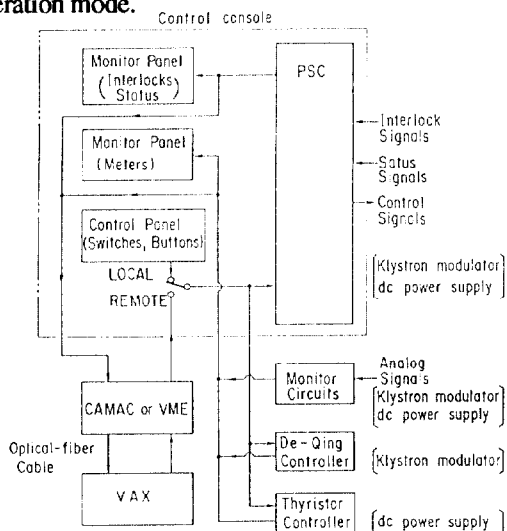 eration mode.
Control console
Monitor Panel
(Interlocks
Status)
PSC
Monitor Panel
(Meters)
Interlock
Signals
Satus
Signals
Control
Signals
Control Panel
(Switches, Buttons)
LOCAL
REMOTE
[Klystron modulator
dc power supply]
CAMAC or VME
Monitor
Circuits
Analog
Signals
[Klystron modulator
dc power supply]
Optical-fiber
Cable
De-Qing
Controller
[Klystron modulator]
VAX
Thyristor
Controller
[dc power supply]